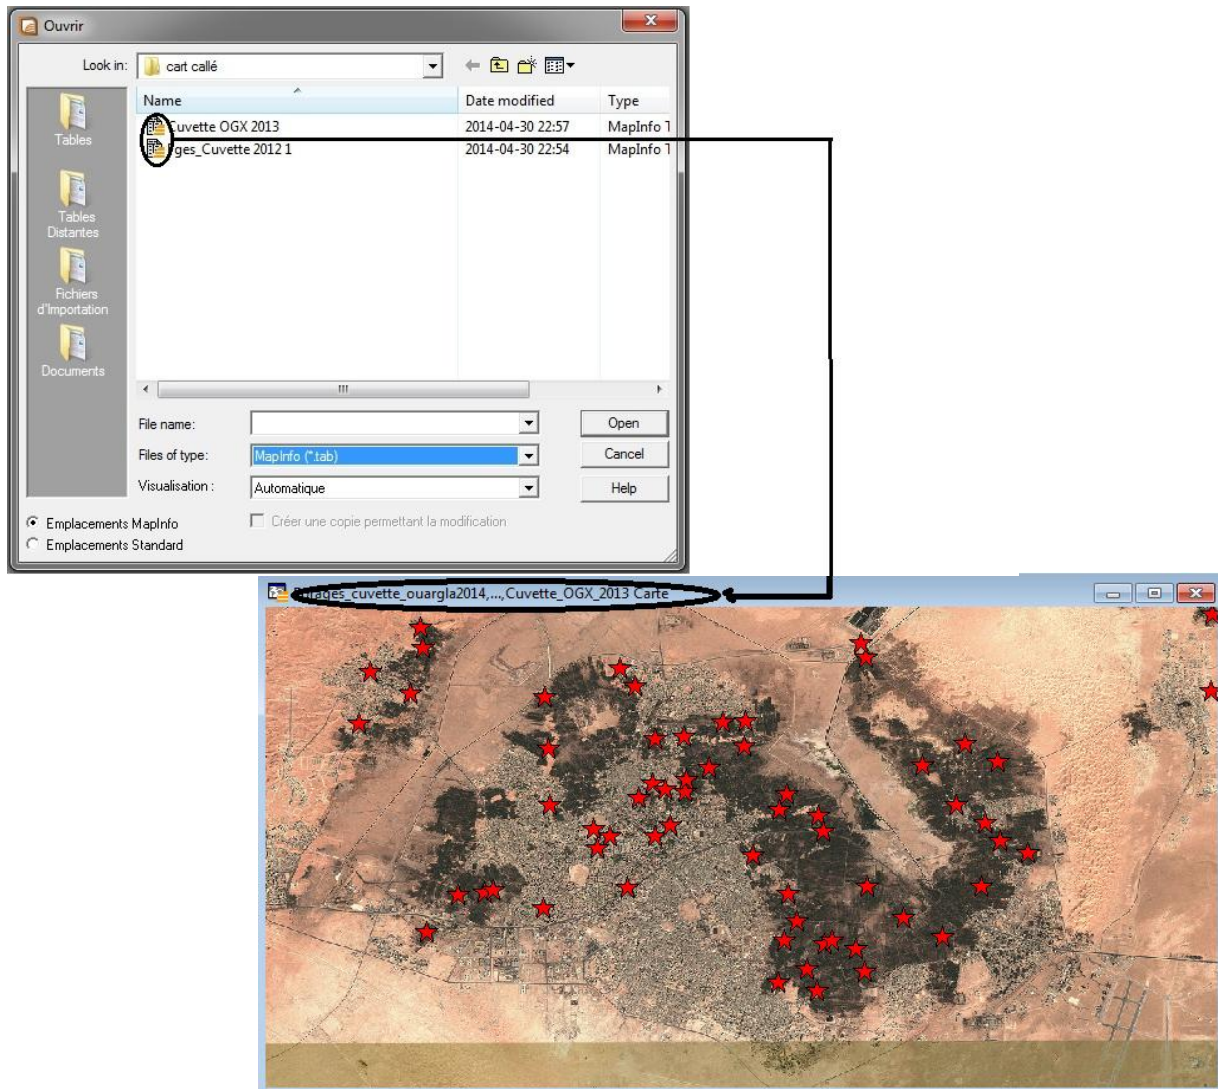 Ouvrir
Look in: cart callé
Name Date modified Type
Cuvette OGX 2013 2014-04-30 22:57 MapInfo T
ges_Cuvette 2012 1 2014-04-30 22:54 MapInfo T
Tables
Tables
Distantes
Fichiers
d'Importation
Documents
File name: Open
Files of type: MapInfo (*.tab) Cancel
Visualisation : Automatique Help
Emplacements MapInfo Créer une copie permettant la modification
Emplacements Standard
rages_cuvette_ouargla2014,...,Cuvette_OGX_2013 Carte